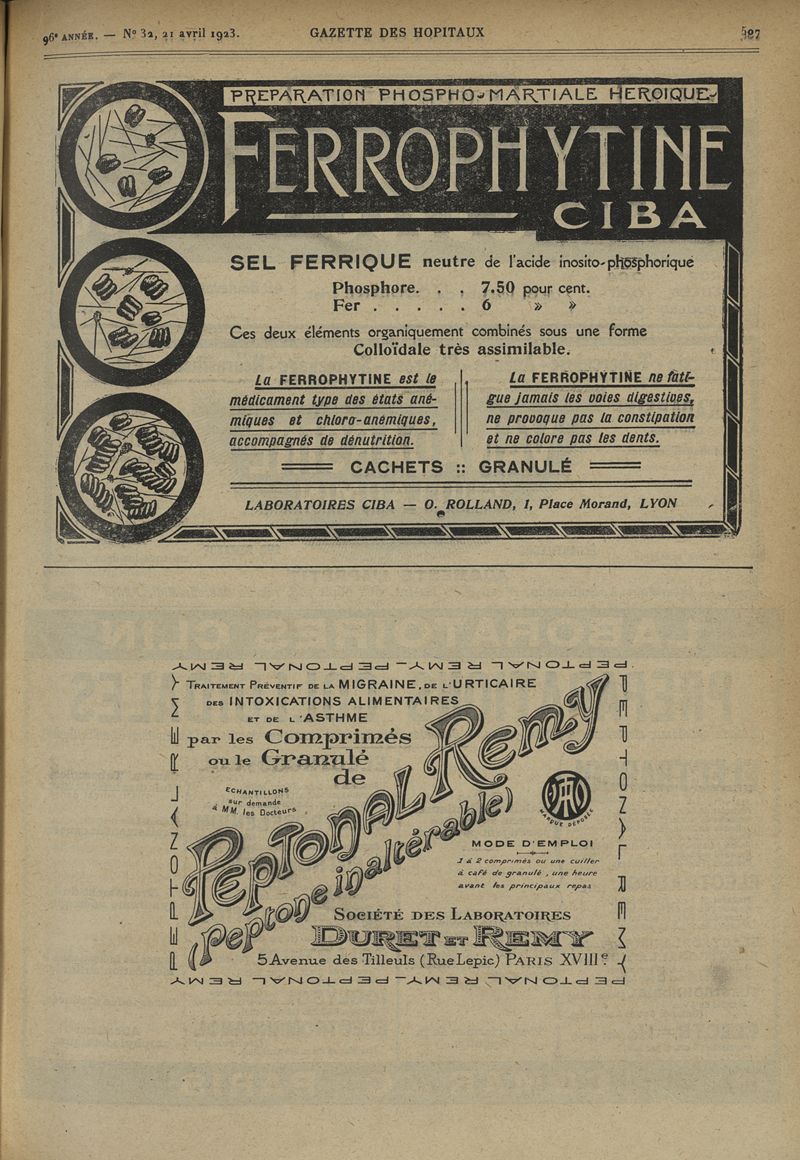 96e ANNÉE. — No 32, 21 avril 1923.
GAZETTE DES HOPITAUX
527
PREPARATION PHOSPHO-MARTIALE HEROIQUE
FERROPHYTINE
CIBA
SEL FERRIQUE neutre de l'acide inosito-phosphorique
Phosphore. . . 7.50 pour cent.
Fer . . . . . 6 » »
Ces deux éléments organiquement combinés sous une forme
Colloïdale très assimilable.
La FERROPHYTINE est le
médicament type des états ané-
miques et chloro-anémiques,
accompagnés de dénutrition.
La FERROPHYTINE ne fati-
gue jamais les voies digestives,
ne provoque pas la constipation
et ne colore pas les dents.
CACHETS :: GRANULÉ
LABORATOIRES CIBA — O. ROLLAND, 1, Place Morand, LYON
PEPTONAL REMY PEPTONAL REMY
TRAITEMENT PRÉVENTIF DE LA MIGRAINE, DE L'URTICAIRE
DES INTOXICATIONS ALIMENTAIRES
ET DE L'ASTHME
par les Comprimés
ou le Granulé
de
ECHANTILLONS
sur demande
à MM. les Docteurs
PEPTONAL REMY
(peptone inaltérable)
MARQUE DÉPOSÉE
MODE D'EMPLOI
1 à 2 comprimés ou une cuiller
à café de granulé, une heure
avant les principaux repas
SOCIÉTÉ DES LABORATOIRES
DURET ET REMY
5 Avenue des Tilleuls (Rue Lepic) PARIS XVIIIe
PEPTONAL REMY
PEPTONAL REMY
PEPTONAL REMY PEPTONAL REMY